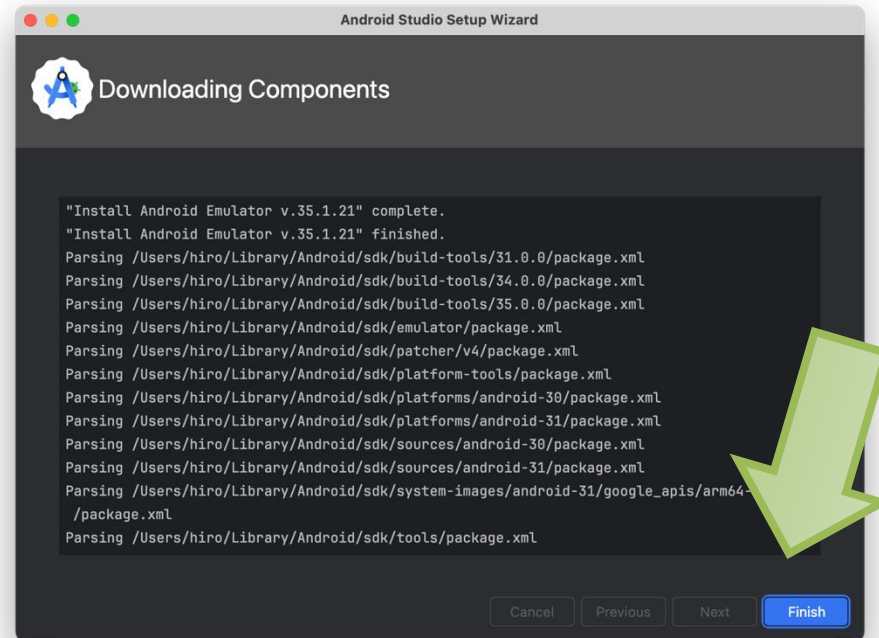 Android Studio Setup Wizard
Downloading Components
"Install Android Emulator v.35.1.21" complete.
"Install Android Emulator v.35.1.21" finished.
Parsing /Users/hiro/Library/Android/sdk/build-tools/31.0.0/package.xml
Parsing /Users/hiro/Library/Android/sdk/build-tools/34.0.0/package.xml
Parsing /Users/hiro/Library/Android/sdk/build-tools/35.0.0/package.xml
Parsing /Users/hiro/Library/Android/sdk/emulator/package.xml
Parsing /Users/hiro/Library/Android/sdk/patcher/v4/package.xml
Parsing /Users/hiro/Library/Android/sdk/platform-tools/package.xml
Parsing /Users/hiro/Library/Android/sdk/platforms/android-30/package.xml
Parsing /Users/hiro/Library/Android/sdk/platforms/android-31/package.xml
Parsing /Users/hiro/Library/Android/sdk/sources/android-30/package.xml
Parsing /Users/hiro/Library/Android/sdk/sources/android-31/package.xml
Parsing /Users/hiro/Library/Android/sdk/system-images/android-31/google_apis/arm64-
/package.xml
Parsing /Users/hiro/Library/Android/sdk/tools/package.xml
Cancel Previous Next Finish